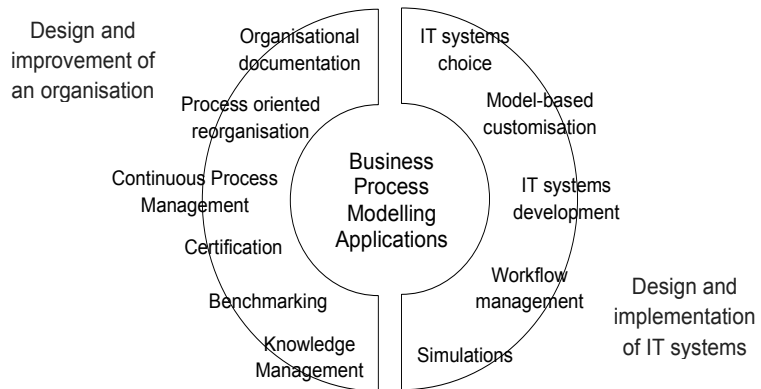 Design and
improvement of
an organisation
Organisational
documentation
Process oriented
reorganisation
Continuous Process
Management
Certification
Benchmarking
Knowledge
Management
Business
Process
Modelling
Applications
IT systems
choice
Model-based
customisation
IT systems
development
Workflow
management
Simulations
Design and
implementation
of IT systems